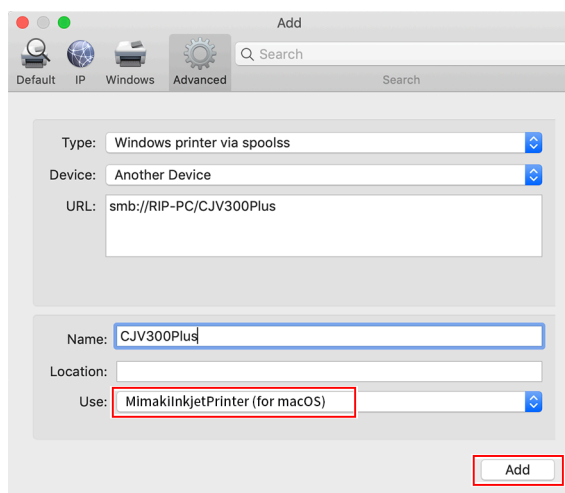 Add
Search
Default IP Windows Advanced Search
Type: Windows printer via spoolss
Device: Another Device
URL: smb://RIP-PC/CJV300Plus
Name: CJV300Plus
Location:
Use: MimakiInkjetPrinter (for macOS)
Add